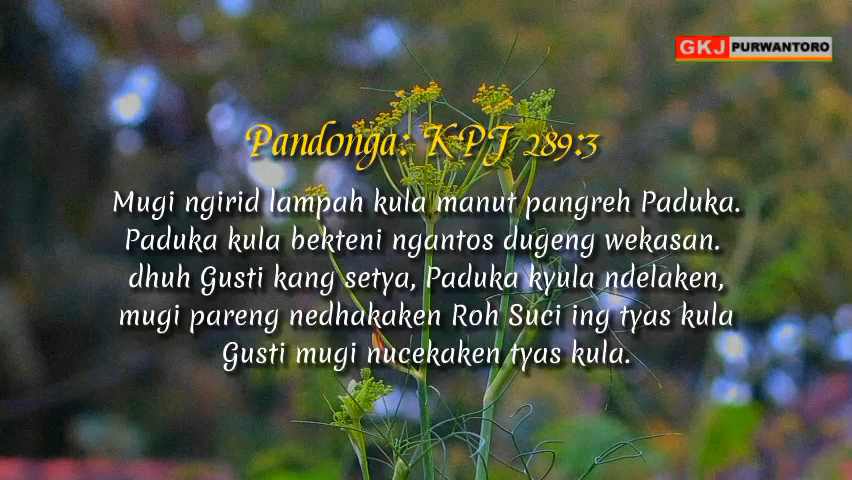 GKJ PURWANTORO
Pandonga: KPJ 289:3
Mugi ngirid lampah kula manut pangreh Paduka.
Paduka kula bekteni ngantos dugeng wekasan.
dhuh Gusti kang setya, Paduka kyula ndelaken,
mugi pareng nedhakaken Roh Suci ing tyas kula
Gusti mugi nucekaken tyas kula.